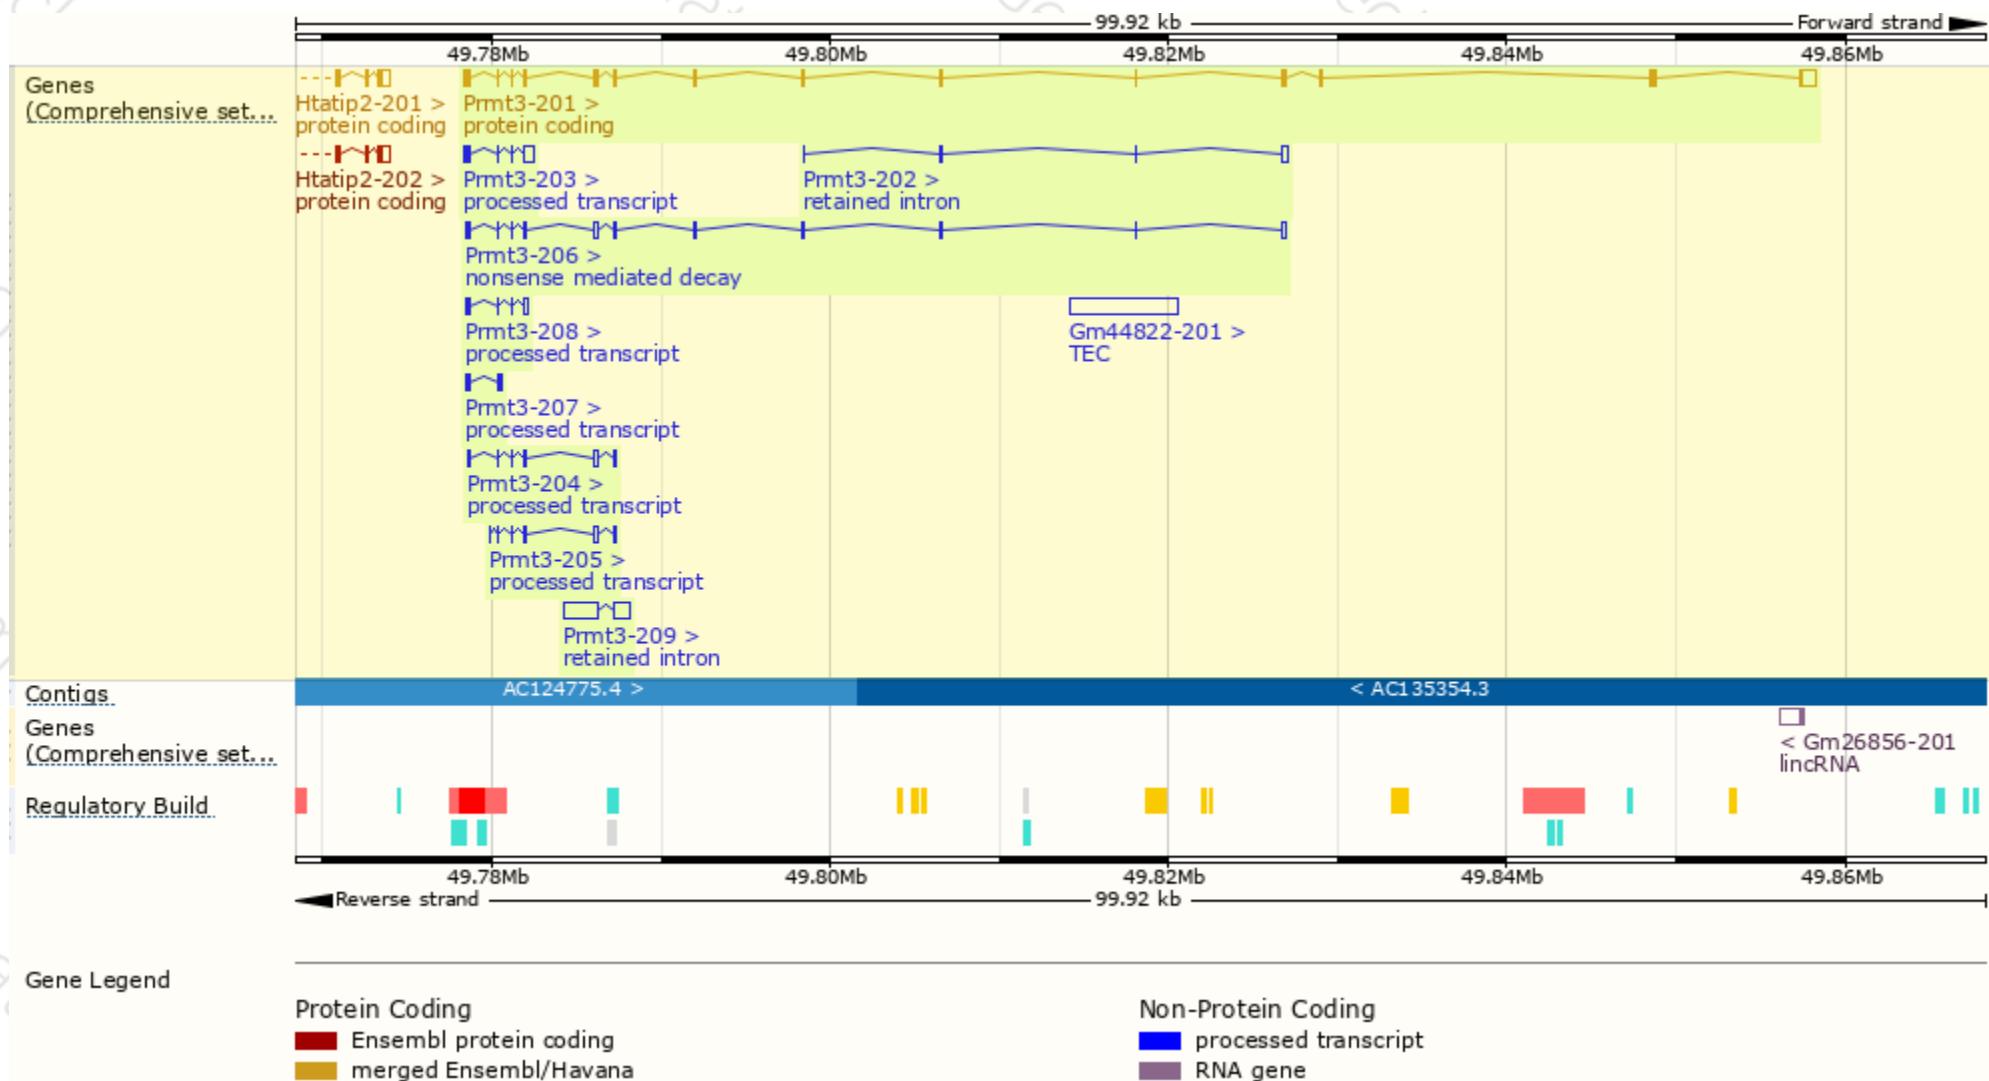 99.92 kb
Forward strand
49.78Mb 49.80Mb 49.82Mb 49.84Mb 49.86Mb
Genes
(Comprehensive set...
Htatip2-201 > Prmt3-201 >
protein coding protein coding
Htatip2-202 > Prmt3-203 > Prmt3-202 >
protein coding processed transcript retained intron
Prmt3-206 >
nonsense mediated decay
Prmt3-208 > Gm44822-201 >
processed transcript TEC
Prmt3-207 >
processed transcript
Prmt3-204 >
processed transcript
Prmt3-205 >
processed transcript
Prmt3-209 >
retained intron
Contigs
AC124775.4 > < AC135354.3
Genes
(Comprehensive set...
< Gm26856-201
lincRNA
Regulatory Build
49.78Mb 49.80Mb 49.82Mb 49.84Mb 49.86Mb
Reverse strand 99.92 kb
Gene Legend
Protein Coding Non-Protein Coding
Ensembl protein coding processed transcript
merged Ensembl/Havana RNA gene